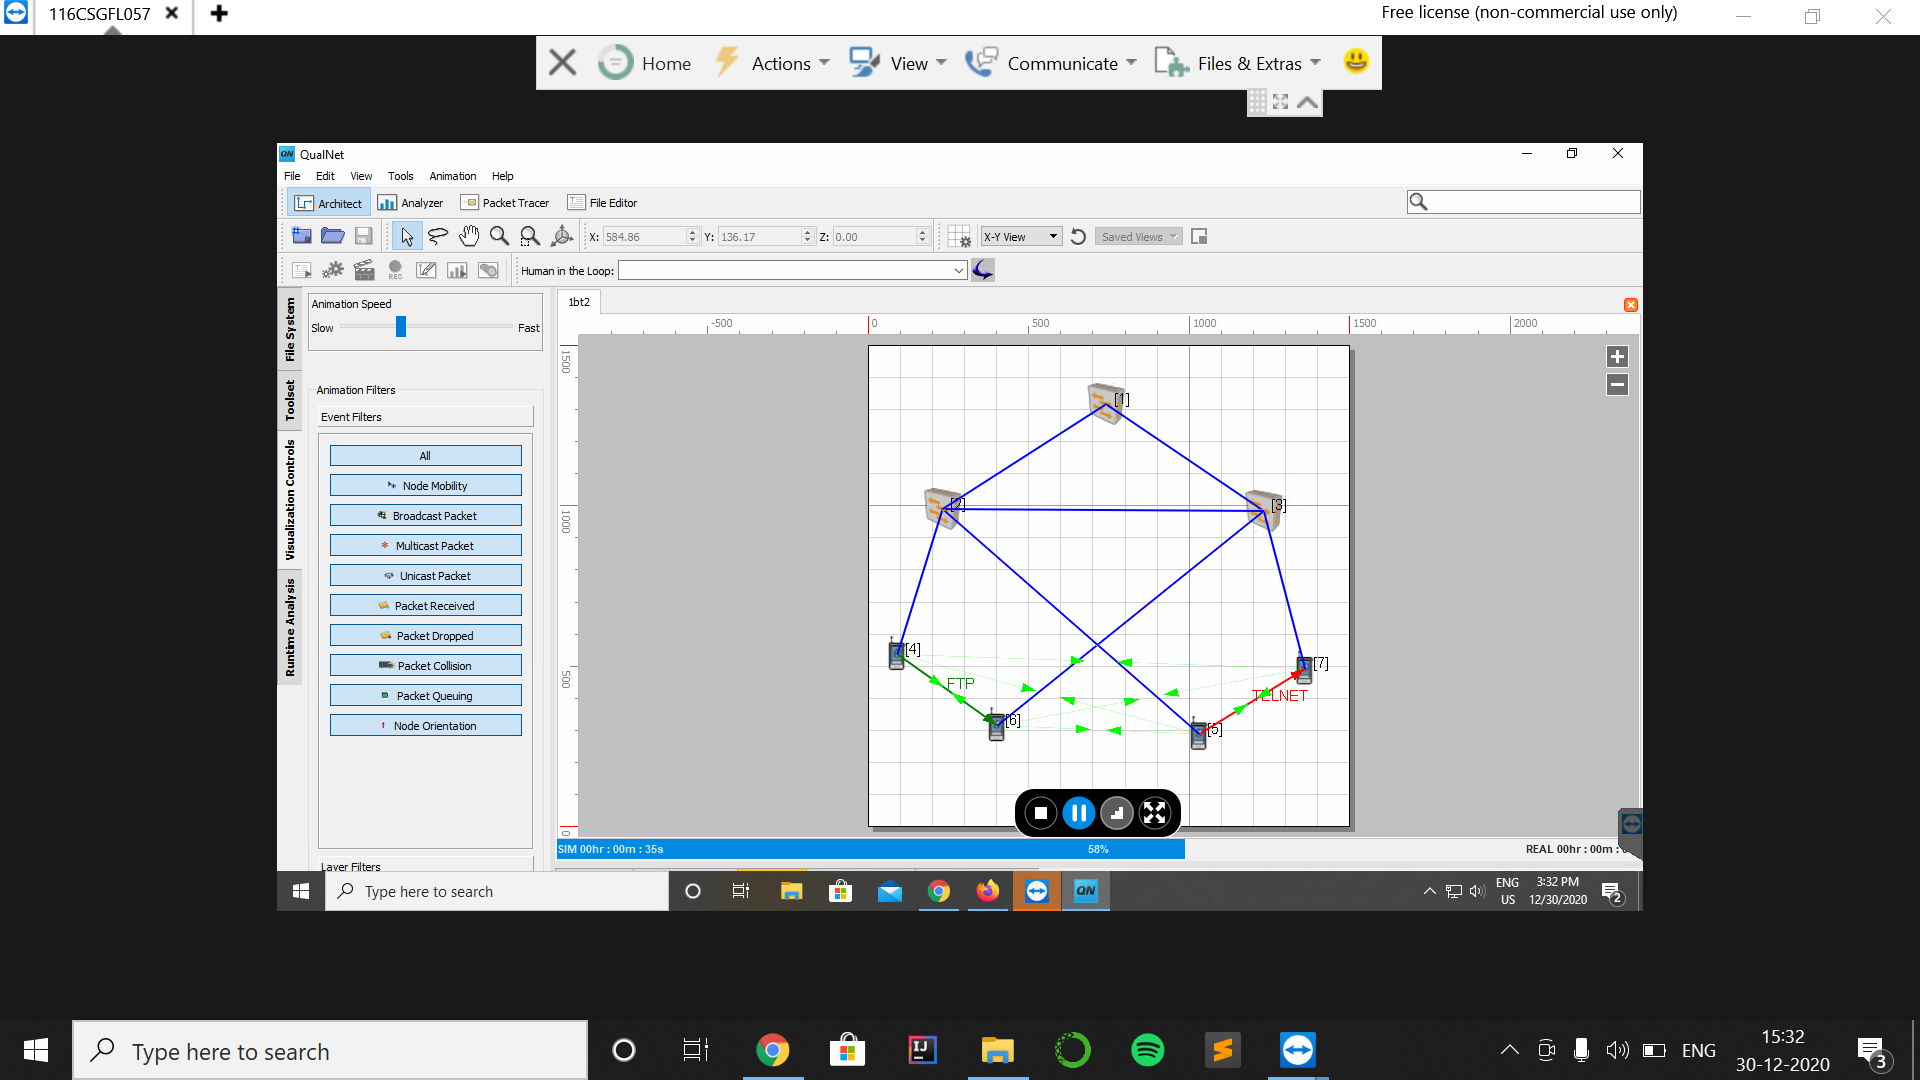 116CSGFL057
Free license (non-commercial use only)
Home
Actions
View
Communicate
Files & Extras
QN QualNet
File Edit View Tools Animation Help
Architect Analyzer Packet Tracer File Editor
X: 584.86 Y: 136.17 Z: 0.00 X-Y View Saved Views
REC
Human in the Loop:
File System
Toolset
Visualization Controls
Runtime Analysis
Animation Speed
Slow Fast
Animation Filters
Event Filters
All
Node Mobility
Broadcast Packet
Multicast Packet
Unicast Packet
Packet Received
Packet Dropped
Packet Collision
Packet Queuing
Node Orientation
Layer Filters
1bt2
-500 0 500 1000 1500 2000
1500
1000
500
0
[1]
[2]
[3]
[4]
[7]
FTP
TELNET
[6]
[5]
SIM 00hr : 00m : 35s
58%
REAL 00hr : 00m :
Type here to search
QN
ENG
US
3:32 PM
12/30/2020
2
Type here to search
IJ
ENG
15:32
30-12-2020
3